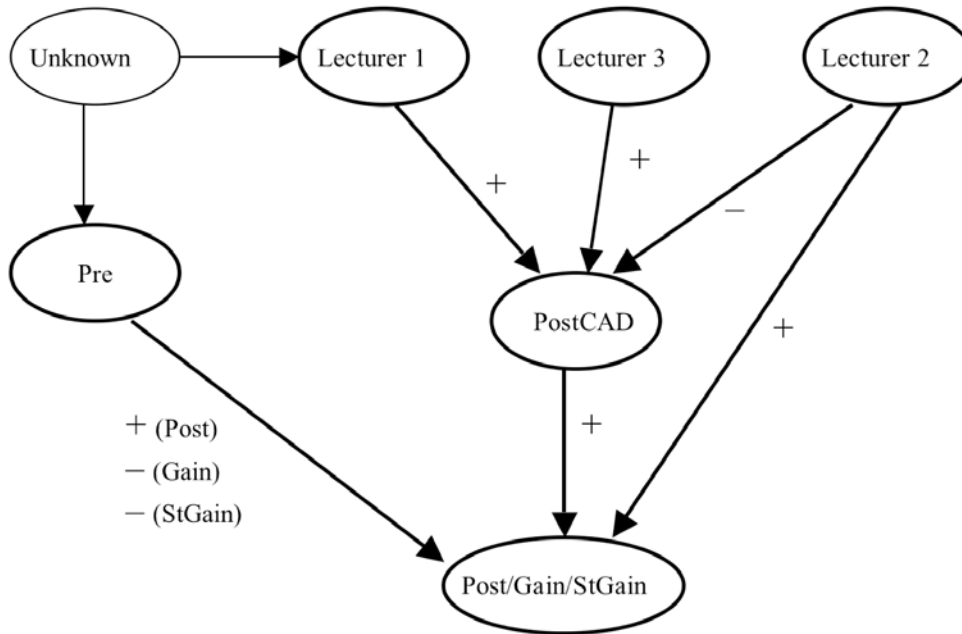 Unknown
Lecturer 1
Lecturer 3
Lecturer 2
+
+
−
Pre
PostCAD
+
+ (Post)
+
− (Gain)
− (StGain)
Post/Gain/StGain